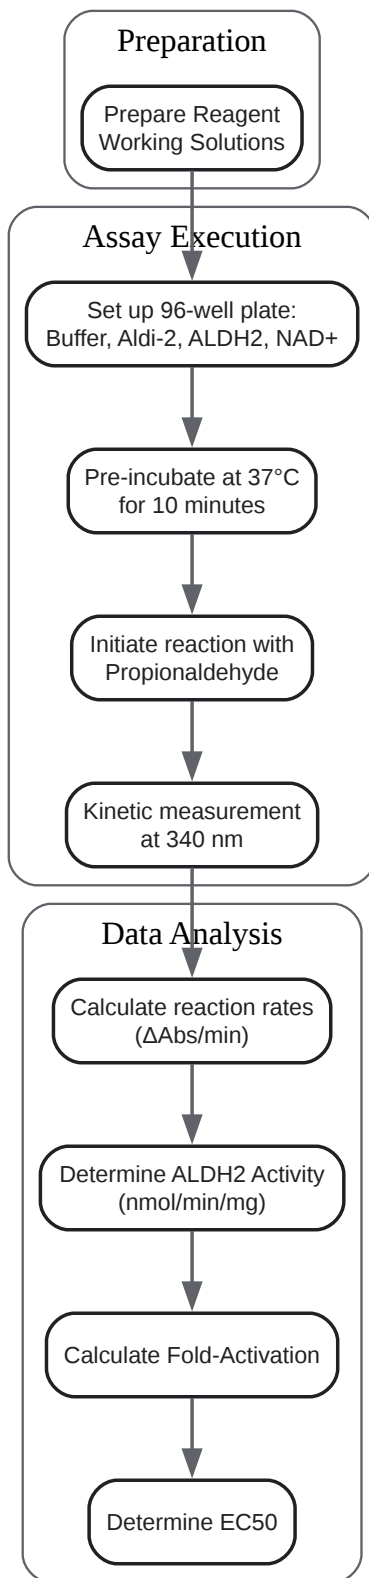 Preparation
Prepare Reagent
Working Solutions
Assay Execution
Set up 96-well plate:
Buffer, Aldi-2, ALDH2, NAD+
Pre-incubate at 37°C
for 10 minutes
Initiate reaction with
Propionaldehyde
Kinetic measurement
at 340 nm
Data Analysis
Calculate reaction rates
(ΔAbs/min)
Determine ALDH2 Activity
(nmol/min/mg)
Calculate Fold-Activation
Determine EC50